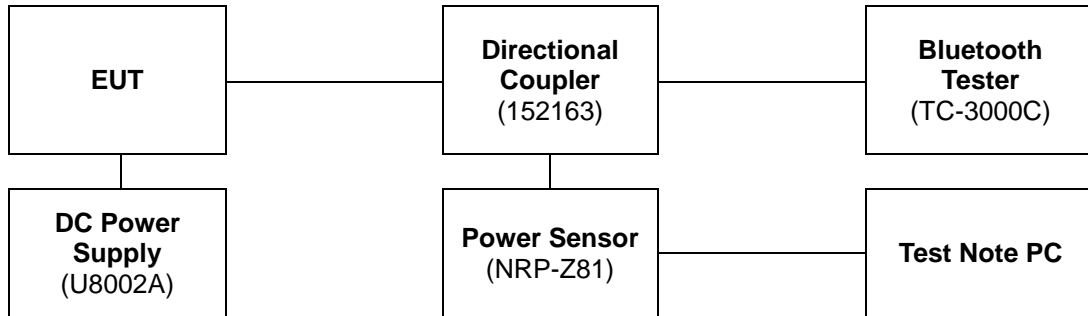 EUT
Directional
Coupler
(152163)
Bluetooth
Tester
(TC-3000C)
DC Power
Supply
(U8002A)
Power Sensor
(NRP-Z81)
Test Note PC